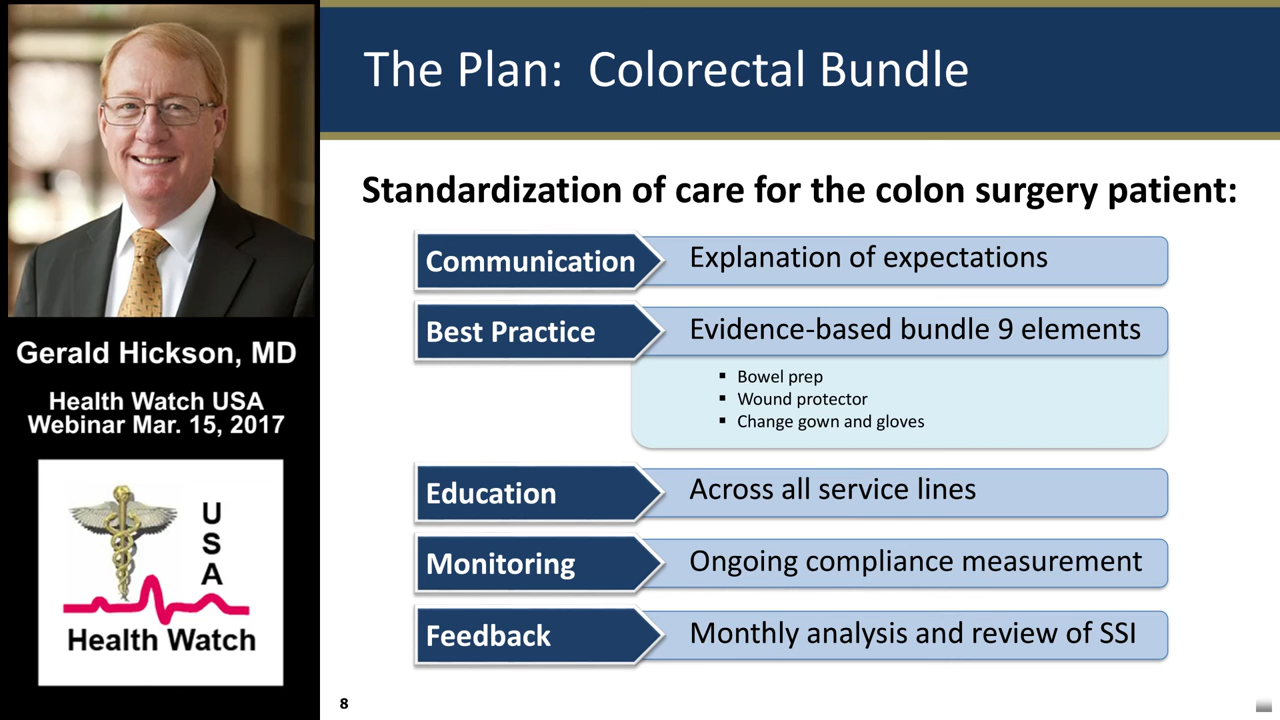 The Plan: Colorectal Bundle
Standardization of care for the colon surgery patient:
Communication
Explanation of expectations
Best Practice
Evidence-based bundle 9 elements
▪ Bowel prep
▪ Wound protector
▪ Change gown and gloves
Education
Across all service lines
Monitoring
Ongoing compliance measurement
Feedback
Monthly analysis and review of SSI
8
Gerald Hickson, MD
Health Watch USA
Webinar Mar. 15, 2017
U
S
A
Health Watch